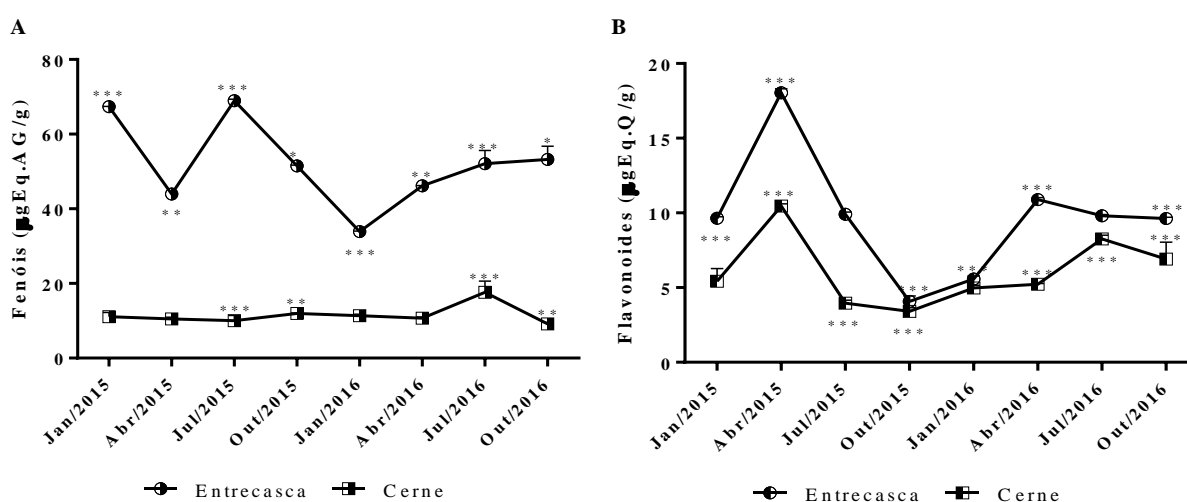 A
Fenóis (µgEq.AG/g)
80
60
40
20
0
***
**
***
*
***
**
***
*
***
**
***
**
Jan/2015
Abr/2015
Jul/2015
Out/2015
Jan/2016
Abr/2016
Jul/2016
Out/2016
Entrecasca
Cerne
B
Flavonoides (µgEq.Q/g)
20
15
10
5
0
***
***
***
***
***
***
***
***
***
***
***
***
Jan/2015
Abr/2015
Jul/2015
Out/2015
Jan/2016
Abr/2016
Jul/2016
Out/2016
Entrecasca
Cerne